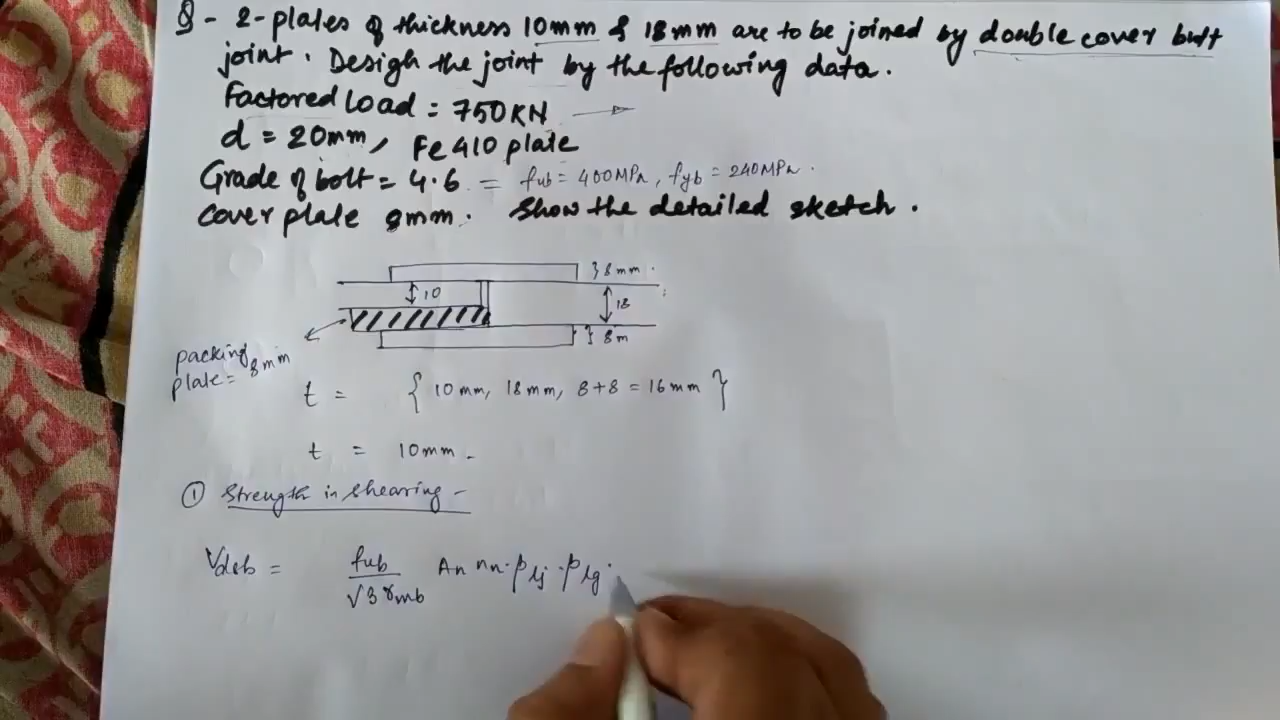 Q - 2-plates of thickness 10mm & 18mm are to be joined by double cover butt
joint. Design the joint by the following data.
Factored load = 750KN
d = 20mm, Fe 410 plate
Grade of bolt = 4.6 = fub = 400MPa, fyb = 240MPa.
cover plate 8mm. Show the detailed sketch.
}8mm.
10
18
} 8m
packing
plate = 8mm
t = { 10mm, 18mm, 8+8 = 16mm }
t = 10mm.
① Strength in shearing -
Vdsb = fub/√3 γmb An nn. βlj . βlg .